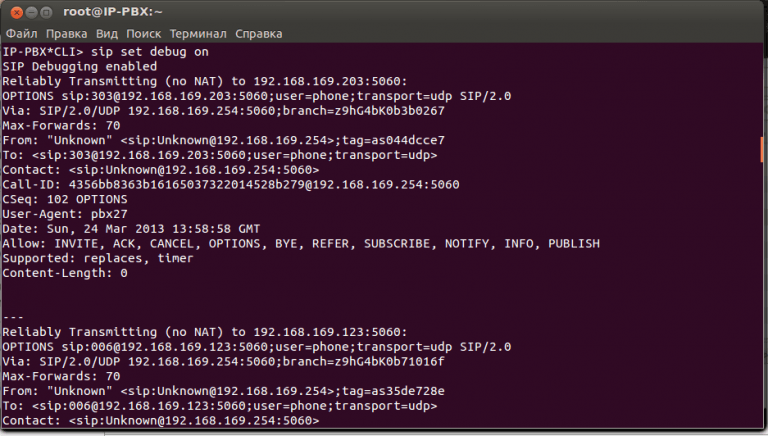 root@IP-PBX: ~
Файл Правка Вид Поиск Терминал Справка
IP-PBX*CLI> sip set debug on
SIP Debugging enabled
Reliably Transmitting (no NAT) to 192.168.169.203:5060:
OPTIONS sip:303@192.168.169.203:5060;user=phone;transport=udp SIP/2.0
Via: SIP/2.0/UDP 192.168.169.254:5060;branch=z9hG4bK0b3b0267
Max-Forwards: 70
From: "Unknown" <sip:Unknown@192.168.169.254>;tag=as044dcce7
To: <sip:303@192.168.169.203:5060;user=phone;transport=udp>
Contact: <sip:Unknown@192.168.169.254:5060>
Call-ID: 4356bb8363b16165037322014528b279@192.168.169.254:5060
CSeq: 102 OPTIONS
User-Agent: pbx27
Date: Sun, 24 Mar 2013 13:58:58 GMT
Allow: INVITE, ACK, CANCEL, OPTIONS, BYE, REFER, SUBSCRIBE, NOTIFY, INFO, PUBLISH
Supported: replaces, timer
Content-Length: 0
---
Reliably Transmitting (no NAT) to 192.168.169.123:5060:
OPTIONS sip:006@192.168.169.123:5060;user=phone;transport=udp SIP/2.0
Via: SIP/2.0/UDP 192.168.169.254:5060;branch=z9hG4bK0b71016f
Max-Forwards: 70
From: "Unknown" <sip:Unknown@192.168.169.254>;tag=as35de728e
To: <sip:006@192.168.169.123:5060;user=phone;transport=udp>
Contact: <sip:Unknown@192.168.169.254:5060>